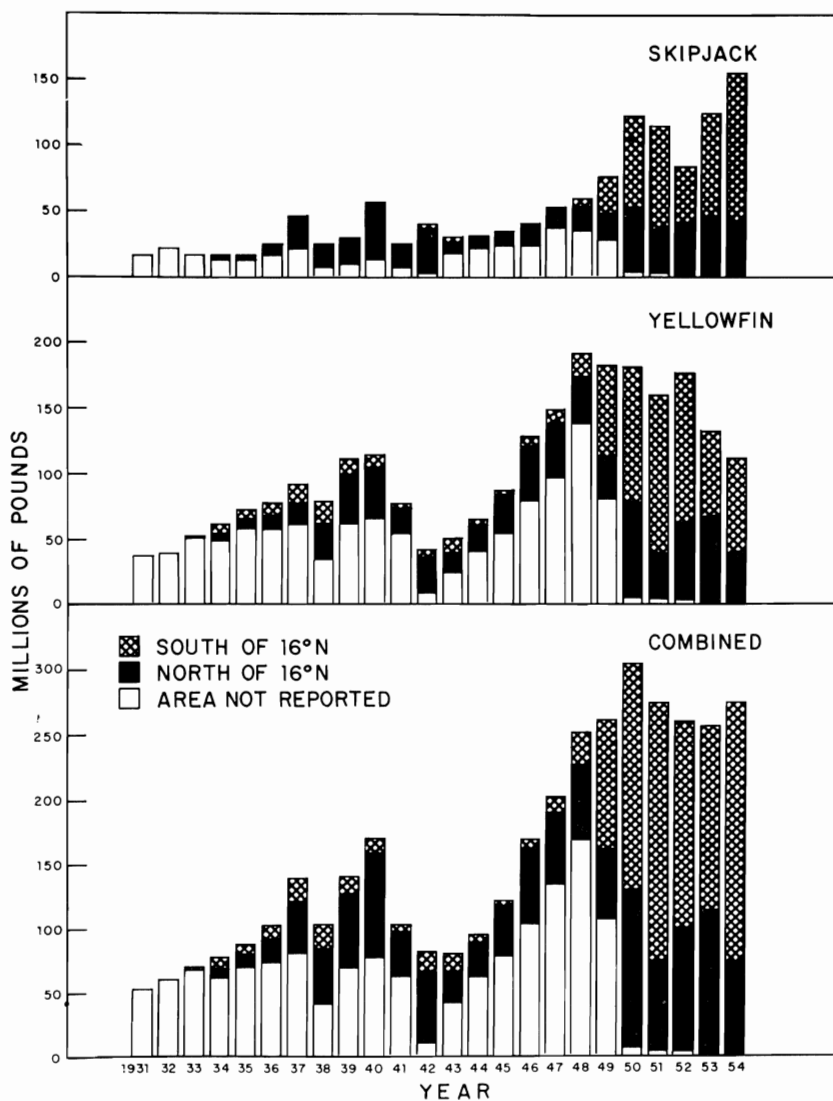 SKIPJACK
150
100
50
0
YELLOWFIN
200
150
100
50
0
MILLIONS OF POUNDS
COMBINED
SOUTH OF 16°N
NORTH OF 16°N
AREA NOT REPORTED
300
250
200
150
100
50
0
1931 32 33 34 35 36 37 38 39 40 41 42 43 44 45 46 47 48 49 50 51 52 53 54
YEAR